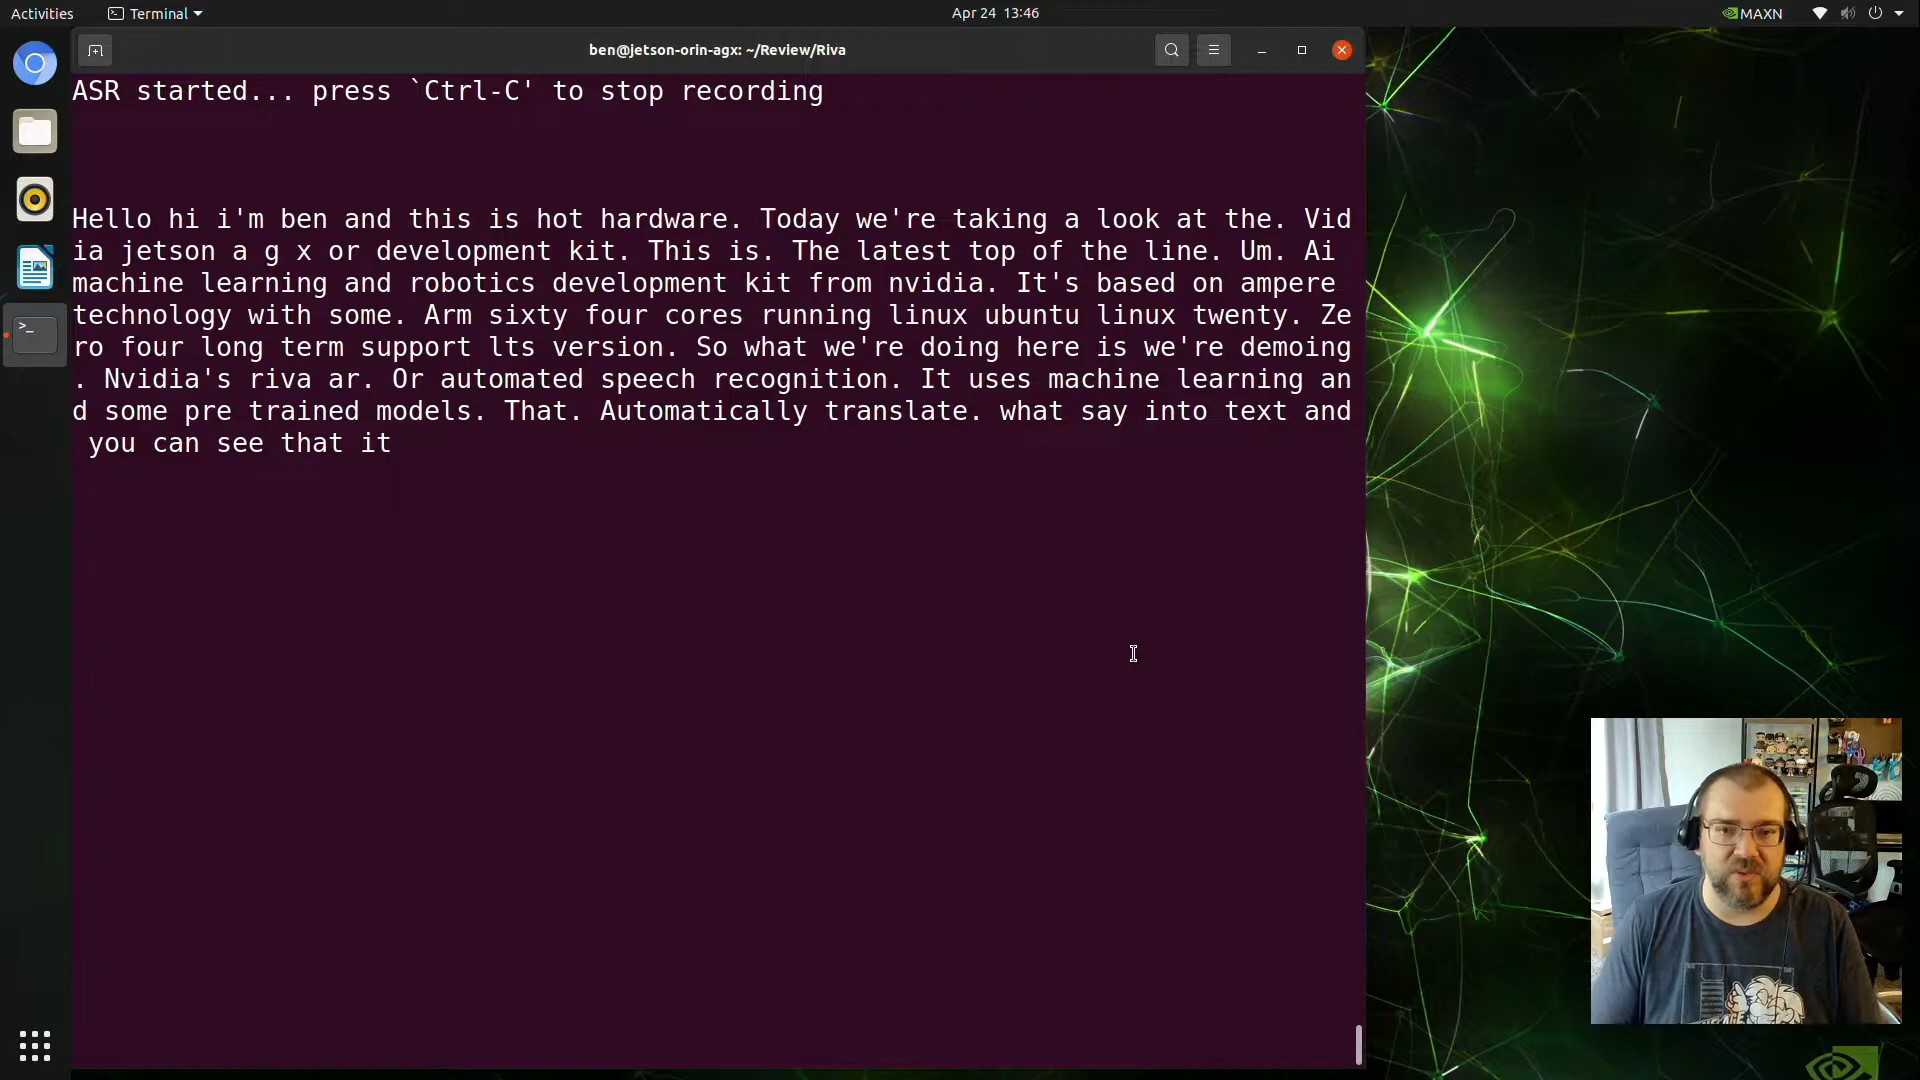 Activities
Terminal
Apr 24 13:46
MAXN
ben@jetson-orin-agx: ~/Review/Riva
ASR started... press `Ctrl-C' to stop recording
Hello hi i'm ben and this is hot hardware. Today we're taking a look at the. Vid
ia jetson a g x or development kit. This is. The latest top of the line. Um. Ai
machine learning and robotics development kit from nvidia. It's based on ampere
technology with some. Arm sixty four cores running linux ubuntu linux twenty. Ze
ro four long term support lts version. So what we're doing here is we're demoing
. Nvidia's riva ar. Or automated speech recognition. It uses machine learning an
d some pre trained models. That. Automatically translate. what say into text and
you can see that it